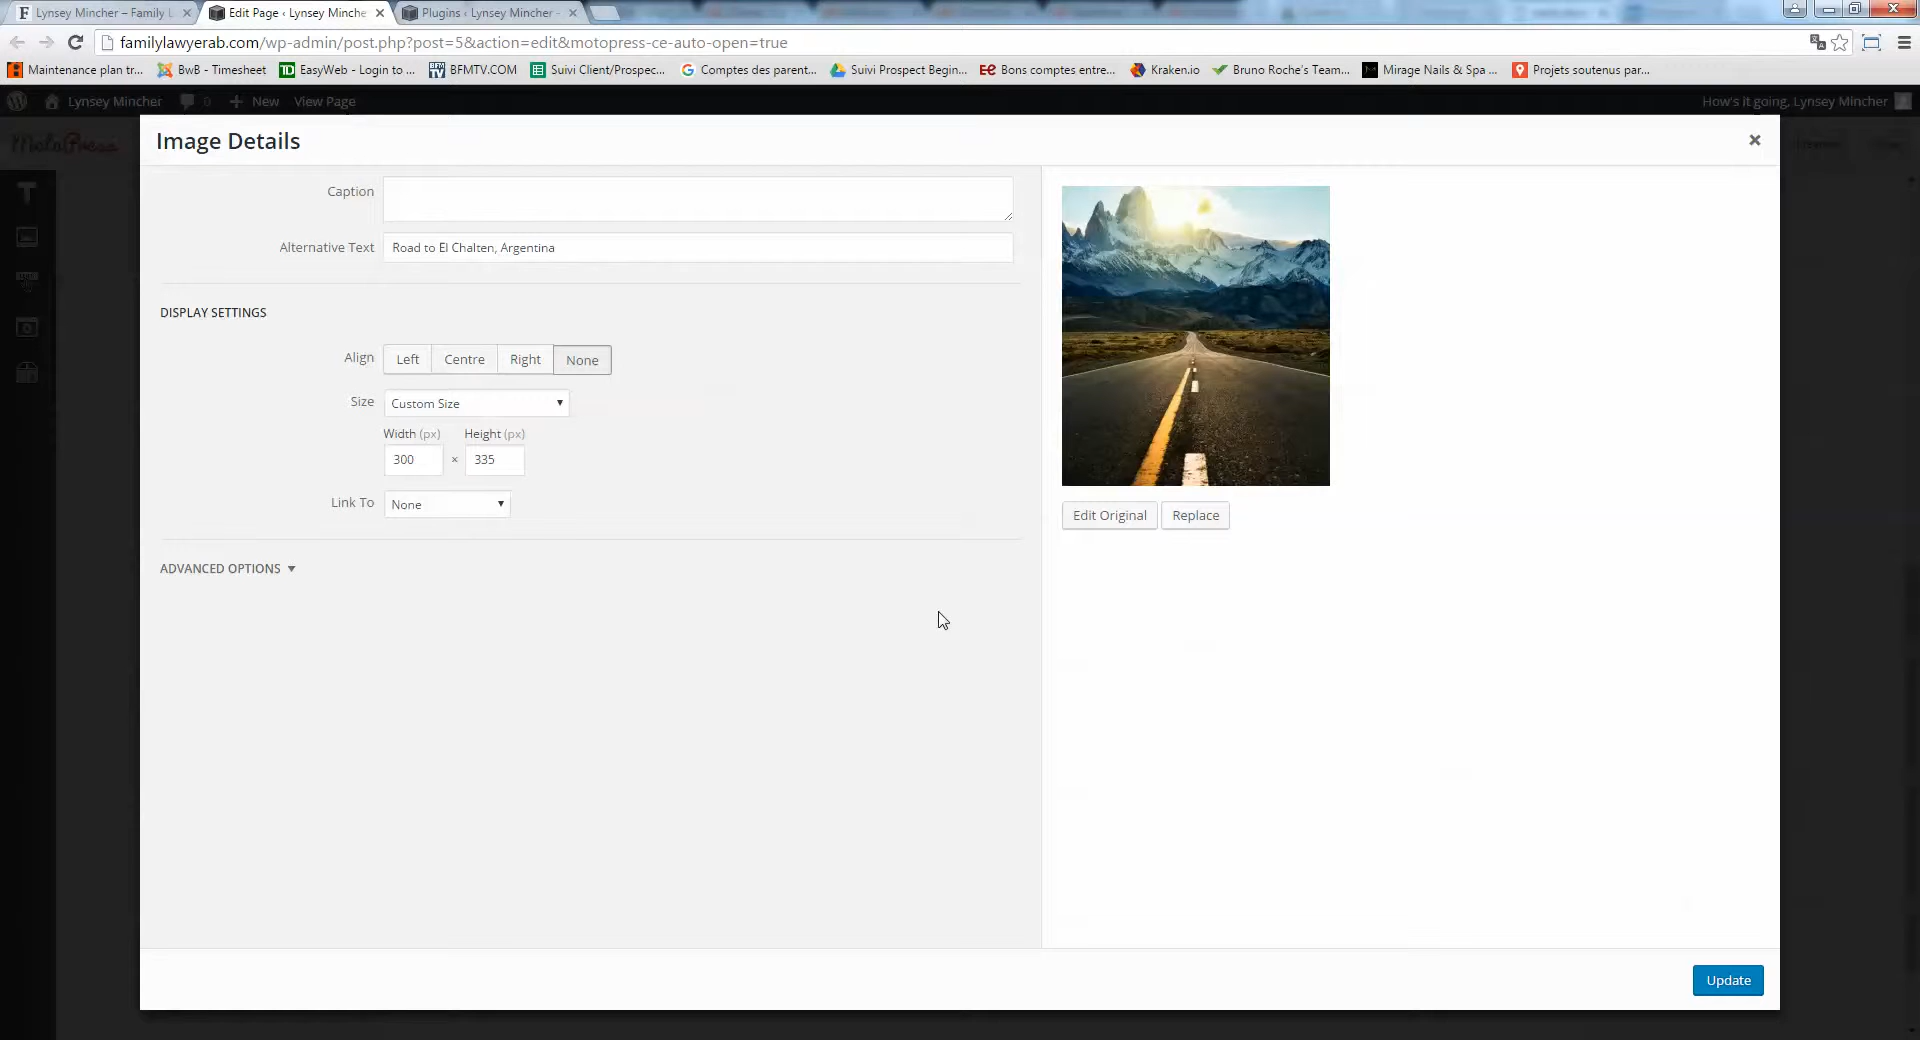 Lynsey Mincher – Family L
Edit Page ‹ Lynsey Minche
Plugins ‹ Lynsey Mincher -
familylawyerab.com/wp-admin/post.php?post=5&action=edit&motopress-ce-auto-open=true
Maintenance plan tr...
BwB - Timesheet
EasyWeb - Login to ...
BFMTV.COM
Suivi Client/Prospec...
Comptes des parent...
Suivi Prospect Begin...
Bons comptes entre...
Kraken.io
Bruno Roche's Team...
Mirage Nails & Spa ...
Projets soutenus par...
Lynsey Mincher
0
New
View Page
How's it going, Lynsey Mincher
MotoPress
Image Details
Caption
Alternative Text
Road to El Chalten, Argentina
DISPLAY SETTINGS
Align
Left
Centre
Right
None
Size
Custom Size
Width (px)
Height (px)
300 × 335
Link To
None
ADVANCED OPTIONS
Edit Original
Replace
Update